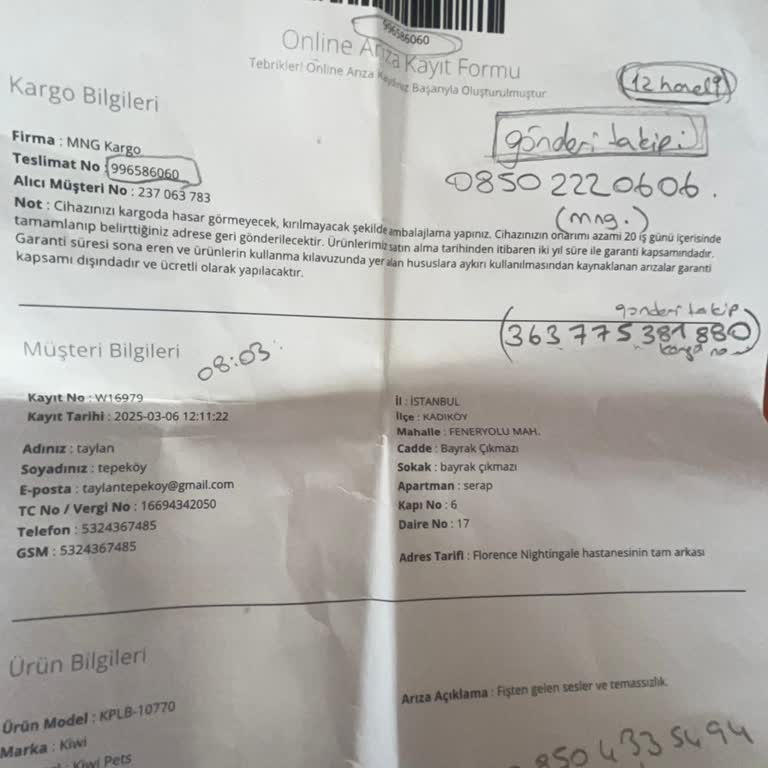 996586060
Online Arıza Kayıt Formu
Tebrikler! Online Arıza Kaydınız Başarıyla Oluşturulmuştur
12 haneli
Kargo Bilgileri
gönderi takipi
Firma : MNG Kargo
Teslimat No : 996586060
Alıcı Müşteri No : 237 063 783
0850 2220606.
(mng.)
Not : Cihazınızı kargoda hasar görmeyecek, kırılmayacak şekilde ambalajlama yapınız. Cihazınızın onarımı azami 20 iş günü içerisinde
tamamlanıp belirttiğiniz adrese geri gönderilecektir. Ürünlerimiz satın alma tarihinden itibaren iki yıl süre ile garanti kapsamındadır.
Garanti süresi sona eren ve ürünlerin kullanma kılavuzunda yer alan hususlara aykırı kullanılmasından kaynaklanan arızalar garanti
kapsamı dışındadır ve ücretli olarak yapılacaktır.
gönderi takip
(363 775 381 880)
kargo no
Müşteri Bilgileri
08:03
Kayıt No : W16979
Kayıt Tarihi : 2025-03-06 12:11:22
Adınız : taylan
Soyadınız : tepeköy
E-posta : taylantepekoy@gmail.com
TC No / Vergi No : 16694342050
Telefon : 5324367485
GSM : 5324367485
İl : İSTANBUL
İlçe : KADIKÖY
Mahalle : FENERYOLU MAH.
Cadde : Bayrak Çıkmazı
Sokak : bayrak çıkmazı
Apartman : serap
Kapı No : 6
Daire No : 17
Adres Tarifi : Florence Nightingale hastanesinin tam arkası
Ürün Bilgileri
Ürün Model : KPLB-10770
Marka : Kiwi
: Kiwi Pets
Arıza Açıklama : Fişten gelen sesler ve temassızlık.
850 4335494